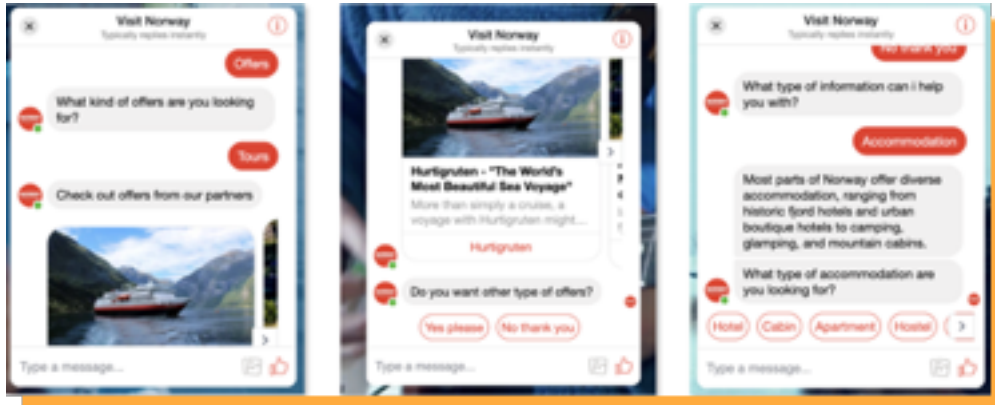 Visit Norway
Typically replies instantly
Offers
What kind of offers are you looking
for?
Tours
Check out offers from our partners
Type a message...
Visit Norway
Typically replies instantly
Hurtigruten - "The World's
Most Beautiful Sea Voyage"
More than simply a cruise, a
voyage with Hurtigruten might...
Hurtigruten
Do you want other type of offers?
Yes please
No thank you
Type a message...
Visit Norway
Typically replies instantly
No thank you
What type of information can i help
you with?
Accommodation
Most parts of Norway offer diverse
accommodation, ranging from
historic fjord hotels and urban
boutique hotels to camping,
glamping, and mountain cabins.
What type of accommodation are
you looking for?
Hotel
Cabin
Apartment
Hostel
Type a message...